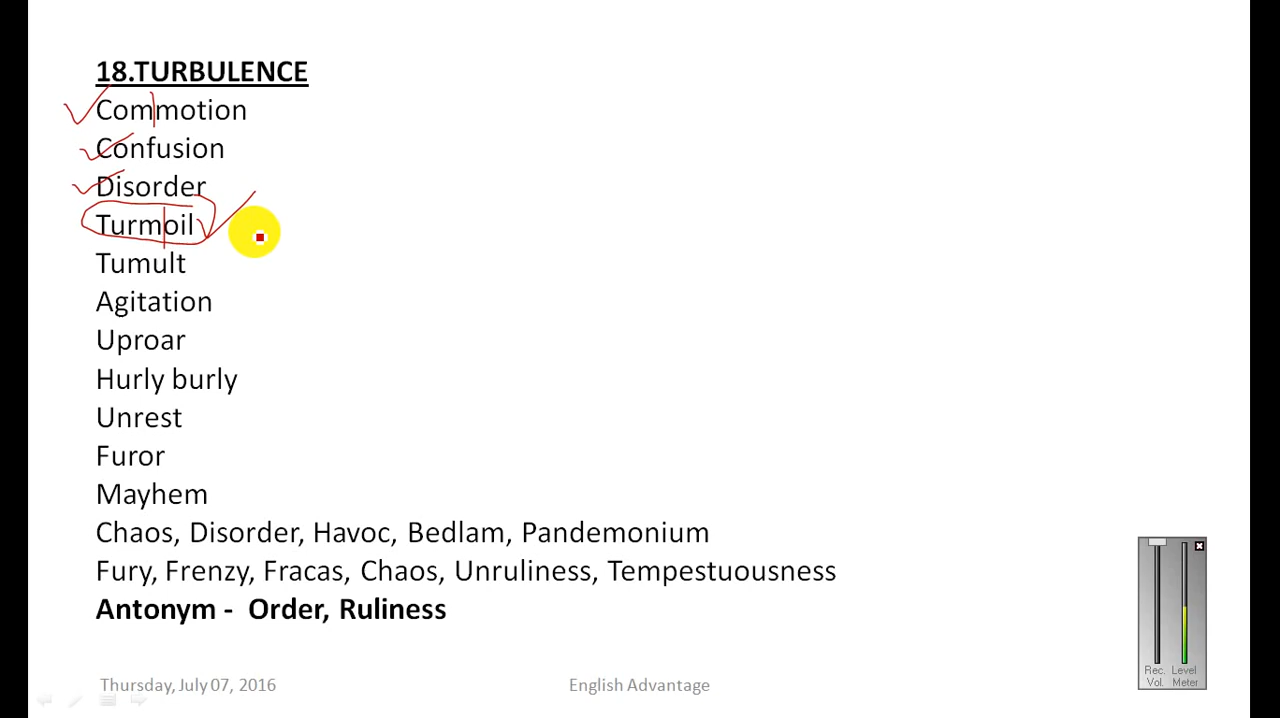 18.TURBULENCE
Commotion
Confusion
Disorder
Turmoil
Tumult
Agitation
Uproar
Hurly burly
Unrest
Furor
Mayhem
Chaos, Disorder, Havoc, Bedlam, Pandemonium
Fury, Frenzy, Fracas, Chaos, Unruliness, Tempestuousness
Antonym - Order, Ruliness
Thursday, July 07, 2016
English Advantage
Rec. Level
Vol. Meter